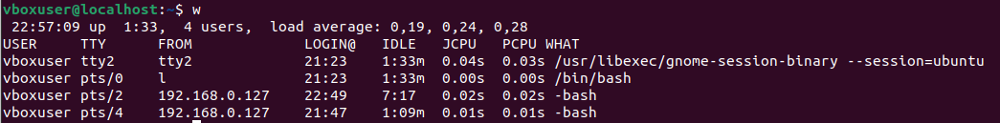 vboxuser@localhost:~$ w
 22:57:09 up  1:33,  4 users,  load average: 0,19, 0,24, 0,28
USER     TTY      FROM             LOGIN@   IDLE   JCPU   PCPU WHAT
vboxuser tty2     tty2             21:23    1:33m  0.04s  0.03s /usr/libexec/gnome-session-binary --session=ubuntu
vboxuser pts/0    l                21:23    1:33m  0.00s  0.00s /bin/bash
vboxuser pts/2    192.168.0.127    22:49    7:17   0.02s  0.02s -bash
vboxuser pts/4    192.168.0.127    21:47    1:09m  0.01s  0.01s -bash